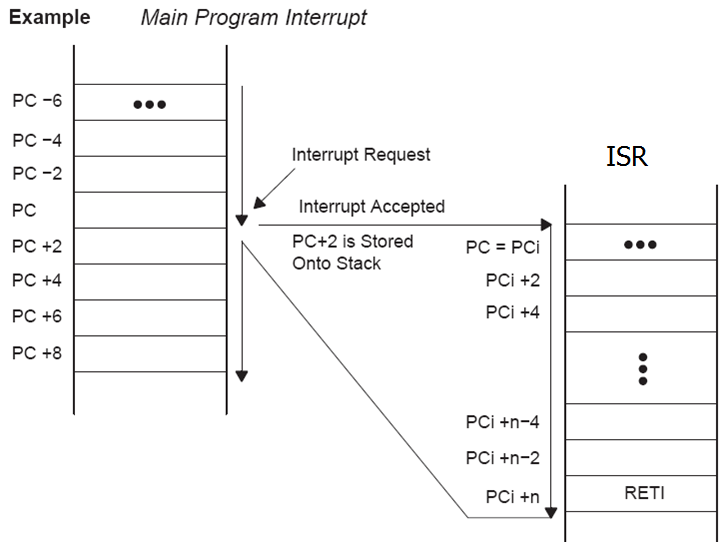 Example Main Program Interrupt
PC −6
PC −4
PC −2
PC
PC +2
PC +4
PC +6
PC +8
Interrupt Request
Interrupt Accepted
PC+2 is Stored
Onto Stack
ISR
PC = PCi
PCi +2
PCi +4
PCi +n−4
PCi +n−2
PCi +n
RETI